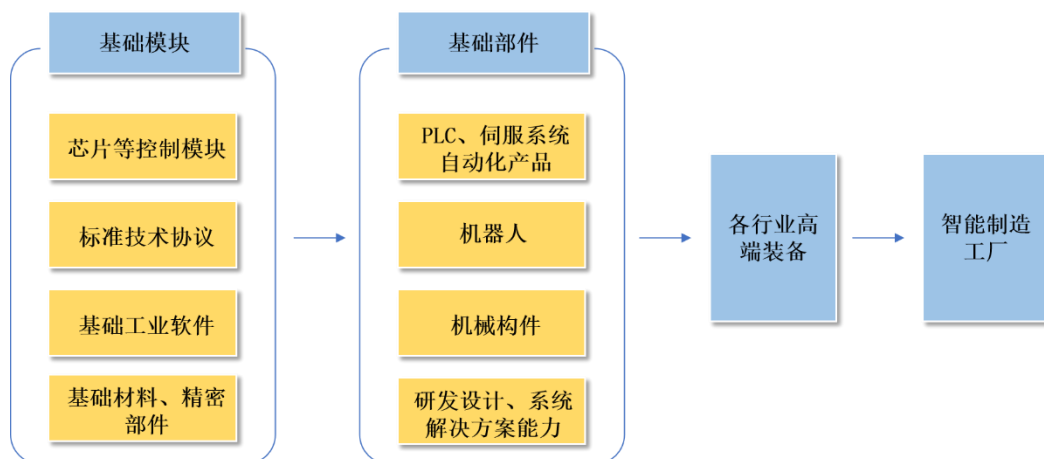 基础模块
芯片等控制模块
标准技术协议
基础工业软件
基础材料、精密
部件
基础部件
PLC、伺服系统
自动化产品
机器人
机械构件
研发设计、系统
解决方案能力
各行业高
端装备
智能制造
工厂